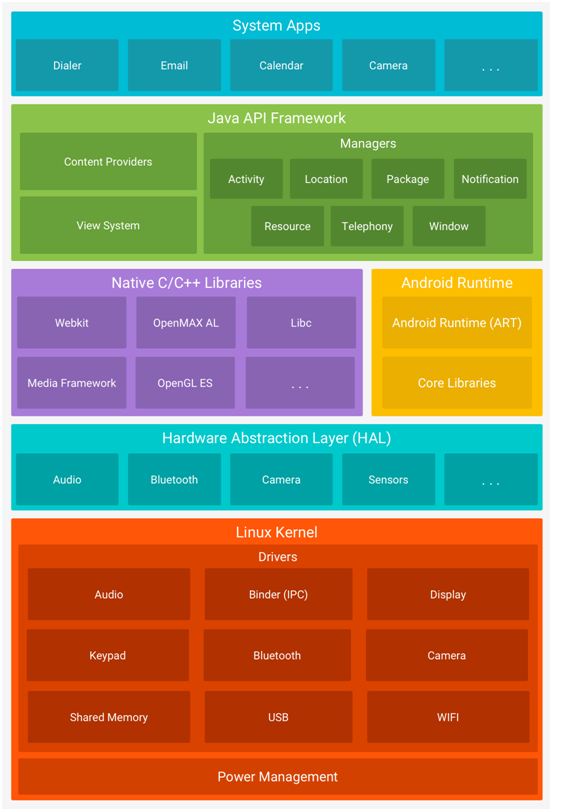 System Apps
Dialer
Email
Calendar
Camera
. . .
Java API Framework
Content Providers
View System
Managers
Activity
Location
Package
Notification
Resource
Telephony
Window
Native C/C++ Libraries
Webkit
OpenMAX AL
Libc
Media Framework
OpenGL ES
. . .
Android Runtime
Android Runtime (ART)
Core Libraries
Hardware Abstraction Layer (HAL)
Audio
Bluetooth
Camera
Sensors
. . .
Linux Kernel
Drivers
Audio
Binder (IPC)
Display
Keypad
Bluetooth
Camera
Shared Memory
USB
WIFI
Power Management